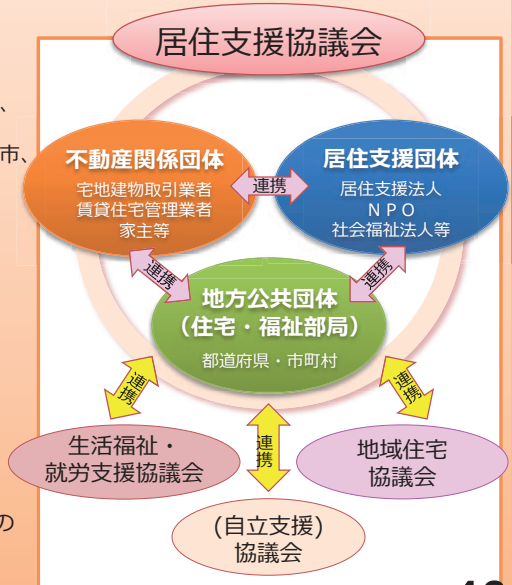 居住支援協議会
、
市、
不動産関係団体
宅地建物取引業者
賃貸住宅管理業者
家主等
連携
居住支援団体
居住支援法人
ＮＰＯ
社会福祉法人等
連携
連携
地方公共団体
（住宅・福祉部局）
都道府県・市町村
連携
連携
連携
生活福祉・
就労支援協議会
地域住宅
協議会
(自立支援)
協議会
の